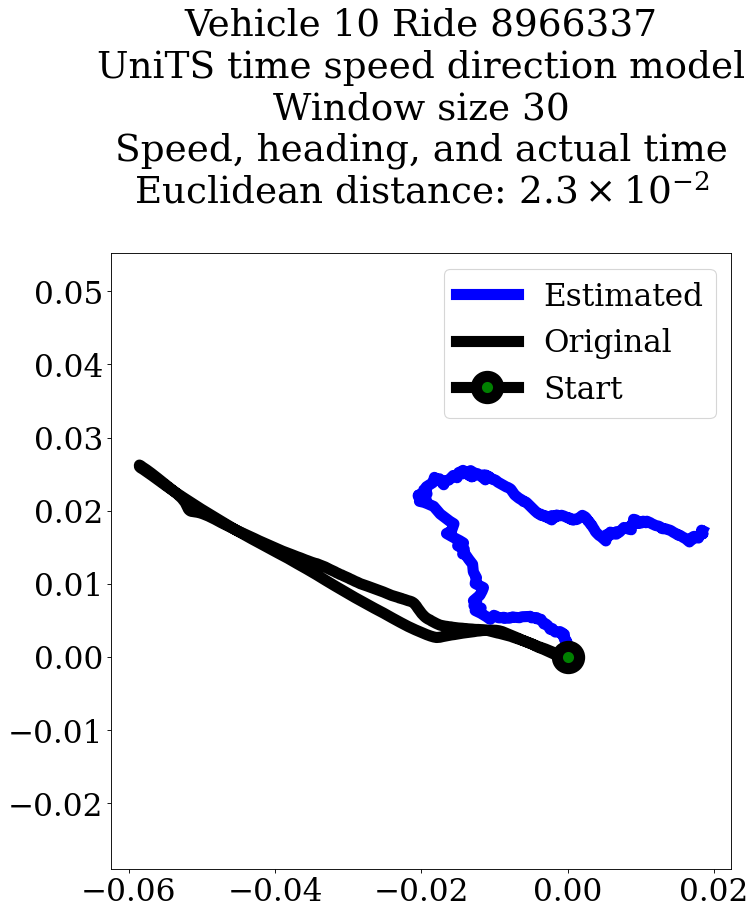 Vehicle 10 Ride 8966337
UniTS time speed direction model
Window size 30
Speed, heading, and actual time
Euclidean distance: 2.3 × 10⁻²
Estimated
Original
Start
0.05
0.04
0.03
0.02
0.01
0.00
−0.01
−0.02
−0.06 −0.04 −0.02 0.00 0.02